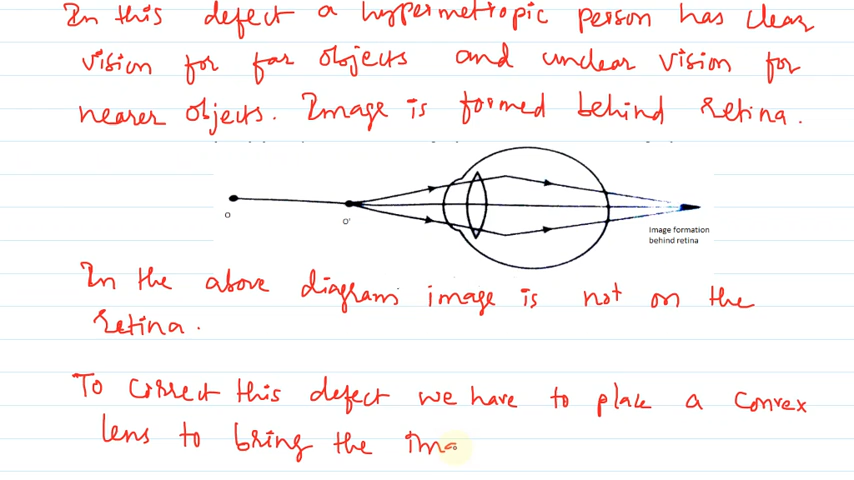 In this defect a hypermetropic person has clear
vision for far objects and unclear vision for
nearer objects. Image is formed behind retina.
O
O'
Image formation
behind retina
In the above diagram image is not on the
retina.
To correct this defect we have to place a convex
lens to bring the ima